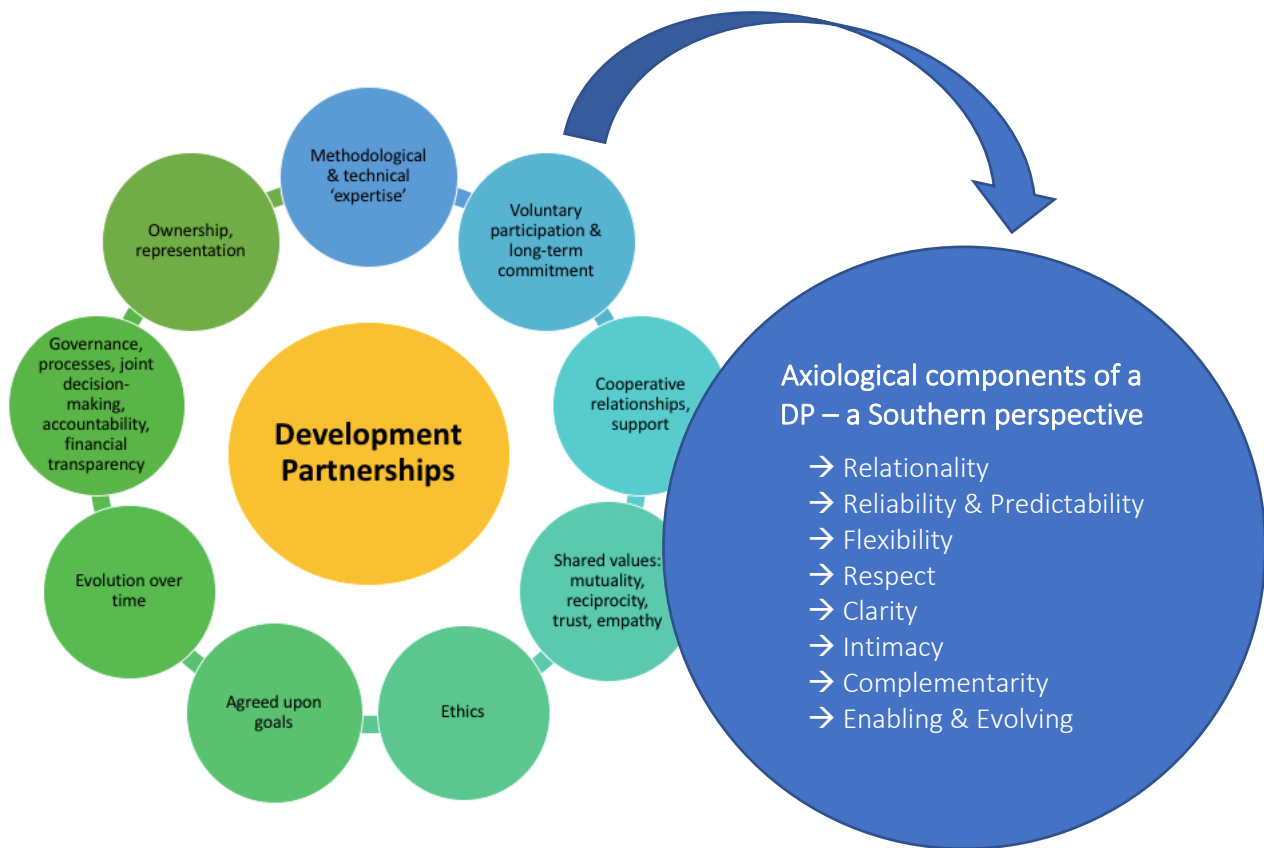 Methodological
& technical
‘expertise’
Voluntary
participation &
long-term
commitment
Cooperative
relationships,
support
Shared values:
mutuality,
reciprocity,
trust, empathy
Ethics
Agreed upon
goals
Evolution over
time
Governance,
processes, joint
decision-
making,
accountability,
financial
transparency
Ownership,
representation
Development
Partnerships
Axiological components of a
DP – a Southern perspective
→ Relationality
→ Reliability & Predictability
→ Flexibility
→ Respect
→ Clarity
→ Intimacy
→ Complementarity
→ Enabling & Evolving